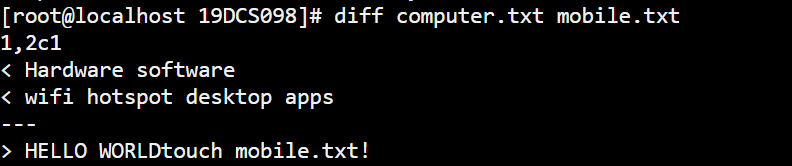 [root@localhost 19DCS098]# diff computer.txt mobile.txt
1,2c1
< Hardware software
< wifi hotspot desktop apps
---
> HELLO WORLDtouch mobile.txt!